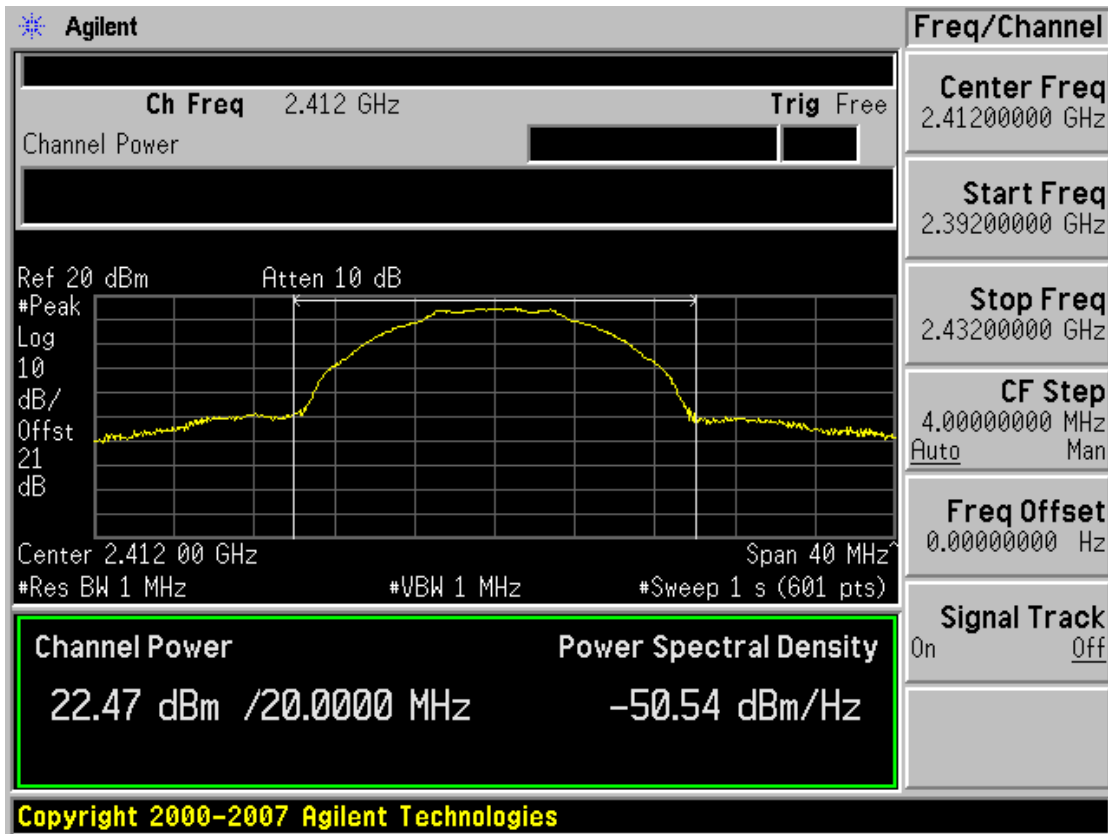 Agilent
Freq/Channel
Ch Freq 2.412 GHz Trig Free
Channel Power
Ref 20 dBm Atten 10 dB
#Peak
Log
10
dB/
Offst
21
dB
Center 2.412 00 GHz Span 40 MHz^
#Res BW 1 MHz #VBW 1 MHz #Sweep 1 s (601 pts)
Channel Power Power Spectral Density
22.47 dBm /20.0000 MHz -50.54 dBm/Hz
Center Freq
2.41200000 GHz
Start Freq
2.39200000 GHz
Stop Freq
2.43200000 GHz
CF Step
4.00000000 MHz
Auto Man
Freq Offset
0.00000000 Hz
Signal Track
On Off
Copyright 2000-2007 Agilent Technologies